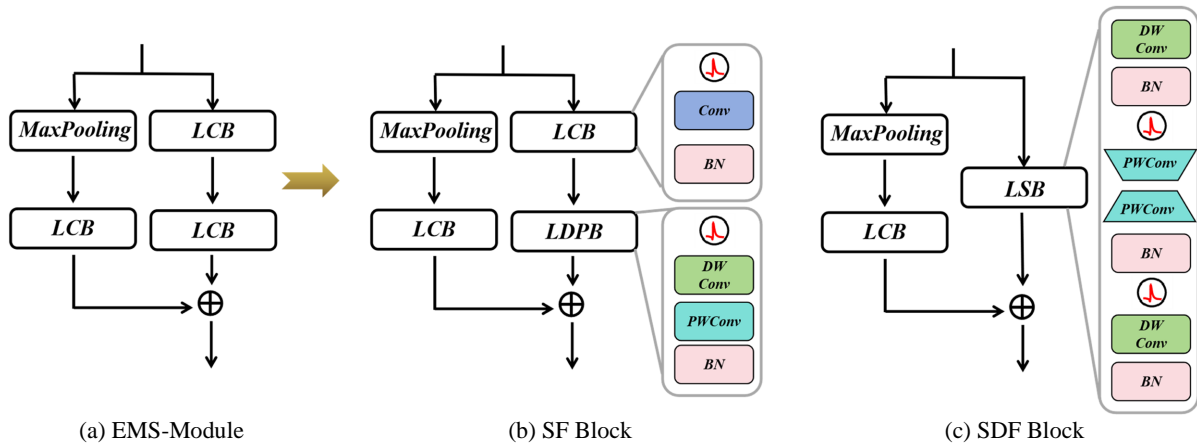 MaxPooling
LCB
LCB
LCB
(a) EMS-Module
MaxPooling
LCB
LCB
LDPB
Conv
BN
DW
Conv
PWConv
BN
(b) SF Block
MaxPooling
LCB
LSB
DW
Conv
BN
PWConv
PWConv
BN
DW
Conv
BN
(c) SDF Block